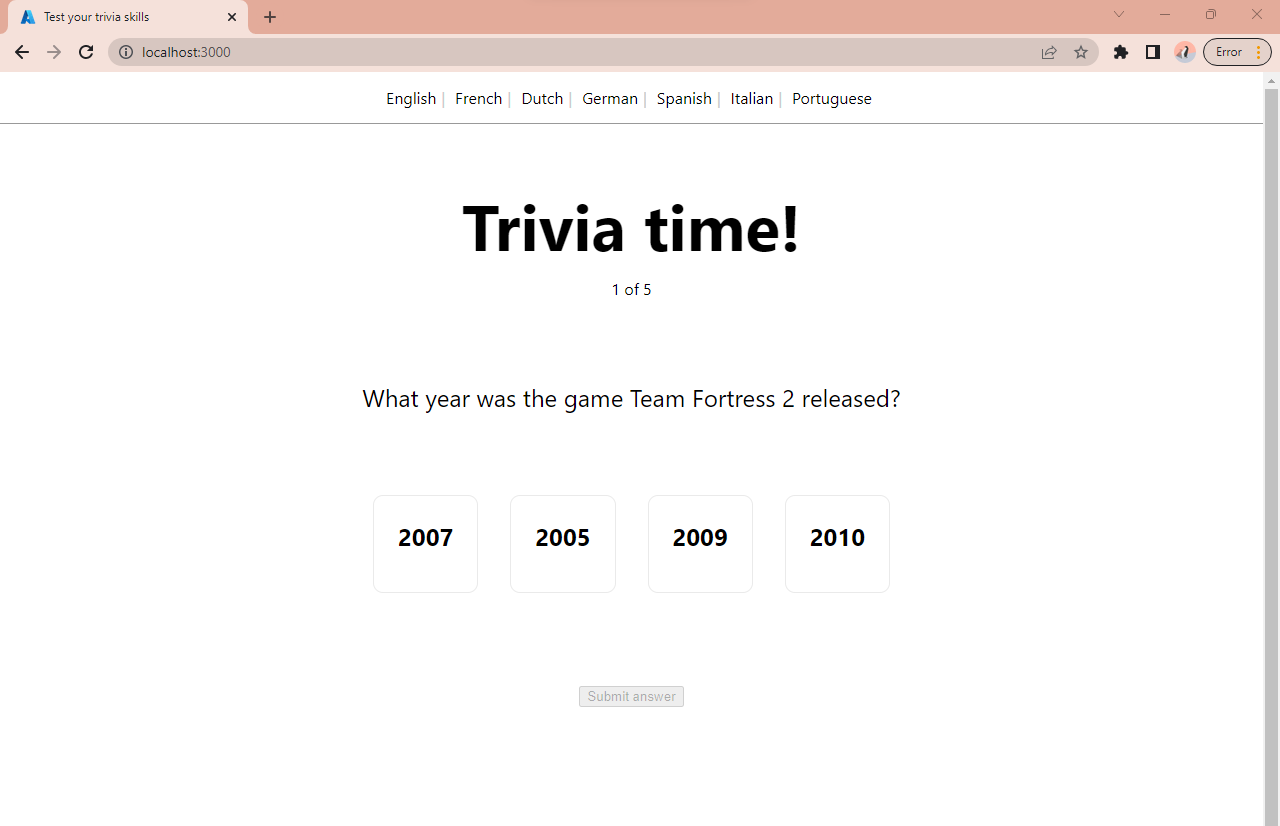 Test your trivia skills
localhost:3000
Error
English | French | Dutch | German | Spanish | Italian | Portuguese
Trivia time!
1 of 5
What year was the game Team Fortress 2 released?
2007 2005 2009 2010
Submit answer